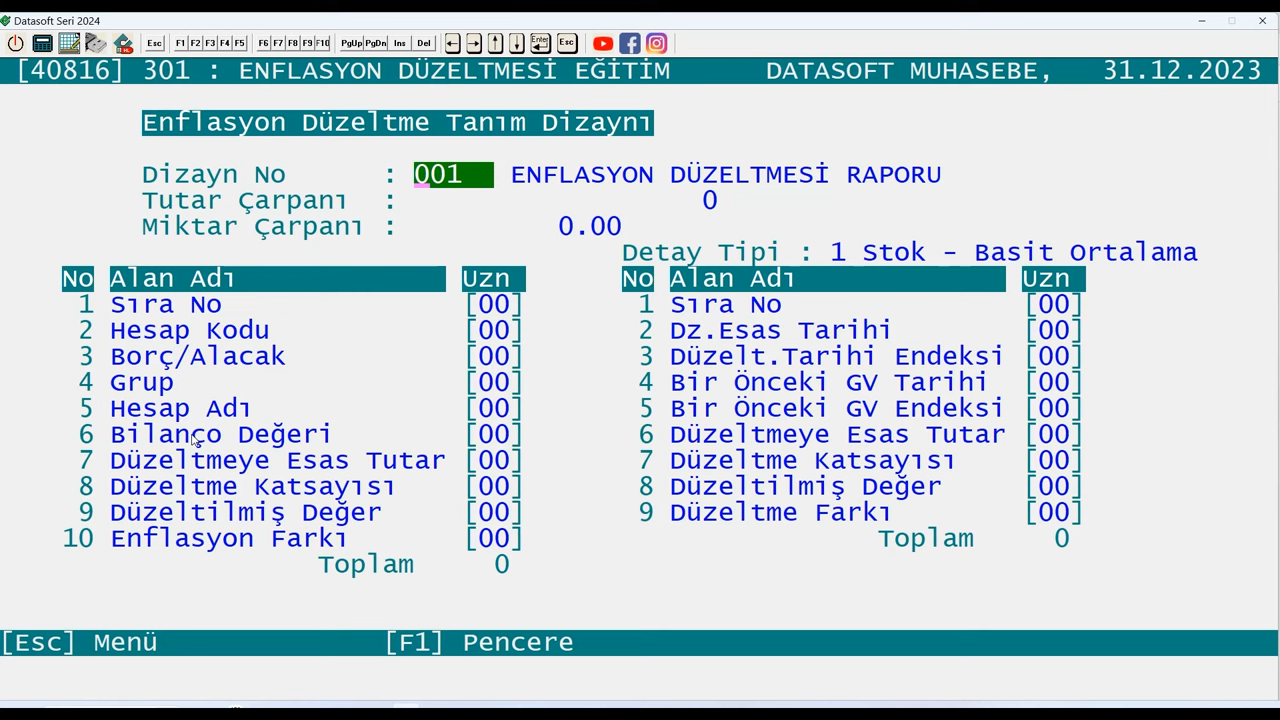 Datasoft Seri 2024
Esc F1 F2 F3 F4 F5 F6 F7 F8 F9 F10 PgUp PgDn Ins Del Enter Esc
[40816] 301 : ENFLASYON DÜZELTMESİ EĞİTİM DATASOFT MUHASEBE, 31.12.2023
Enflasyon Düzeltme Tanım Dizaynı
Dizayn No : 001 ENFLASYON DÜZELTMESİ RAPORU
Tutar Çarpanı : 0
Miktar Çarpanı : 0.00
Detay Tipi : 1 Stok - Basit Ortalama
No Alan Adı Uzn No Alan Adı Uzn
1 Sıra No [00] 1 Sıra No [00]
2 Hesap Kodu [00] 2 Dz.Esas Tarihi [00]
3 Borç/Alacak [00] 3 Düzelt.Tarihi Endeksi [00]
4 Grup [00] 4 Bir Önceki GV Tarihi [00]
5 Hesap Adı [00] 5 Bir Önceki GV Endeksi [00]
6 Bilanço Değeri [00] 6 Düzeltmeye Esas Tutar [00]
7 Düzeltmeye Esas Tutar [00] 7 Düzeltme Katsayısı [00]
8 Düzeltme Katsayısı [00] 8 Düzeltilmiş Değer [00]
9 Düzeltilmiş Değer [00] 9 Düzeltme Farkı [00]
10 Enflasyon Farkı [00] Toplam 0
Toplam 0
[Esc] Menü [F1] Pencere